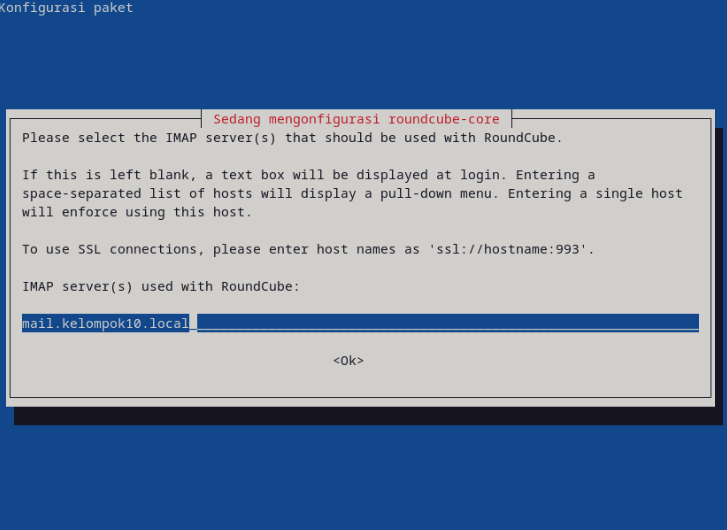 Konfigurasi paket
Sedang mengonfigurasi roundcube-core
Please select the IMAP server(s) that should be used with RoundCube.
If this is left blank, a text box will be displayed at login. Entering a
space-separated list of hosts will display a pull-down menu. Entering a single host
will enforce using this host.
To use SSL connections, please enter host names as 'ssl://hostname:993'.
IMAP server(s) used with RoundCube:
mail.kelompok10.local
<Ok>